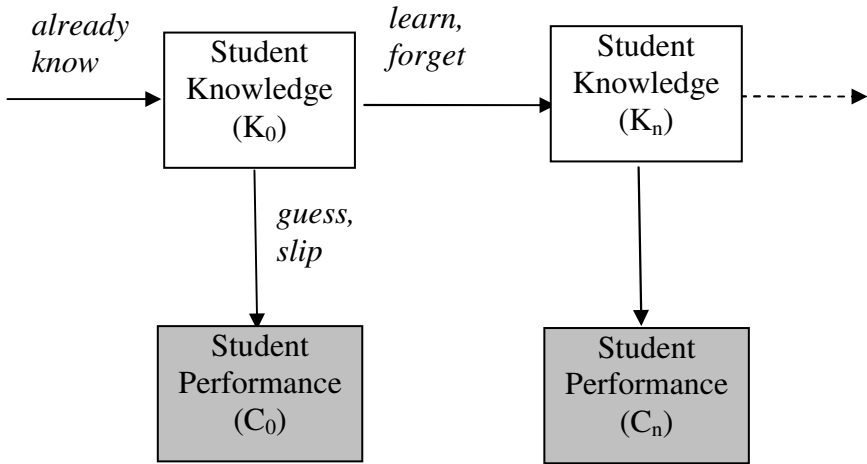 already
know
Student
Knowledge
(K₀)
learn,
forget
Student
Knowledge
(Kₙ)
guess,
slip
Student
Performance
(C₀)
Student
Performance
(Cₙ)